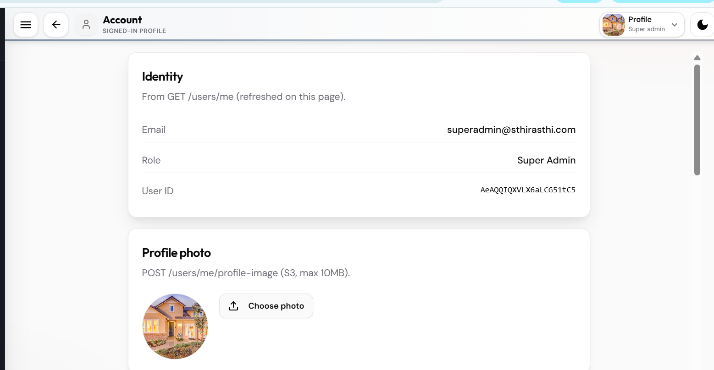 Account
SIGNED-IN PROFILE
Profile
Super admin
Identity
From GET /users/me (refreshed on this page).
Email
superadmin@sthirasthi.com
Role
Super Admin
User ID
AeAQQTQXVLX6aLCG51tC5
Profile photo
POST /users/me/profile-image (S3, max 10MB).
Choose photo